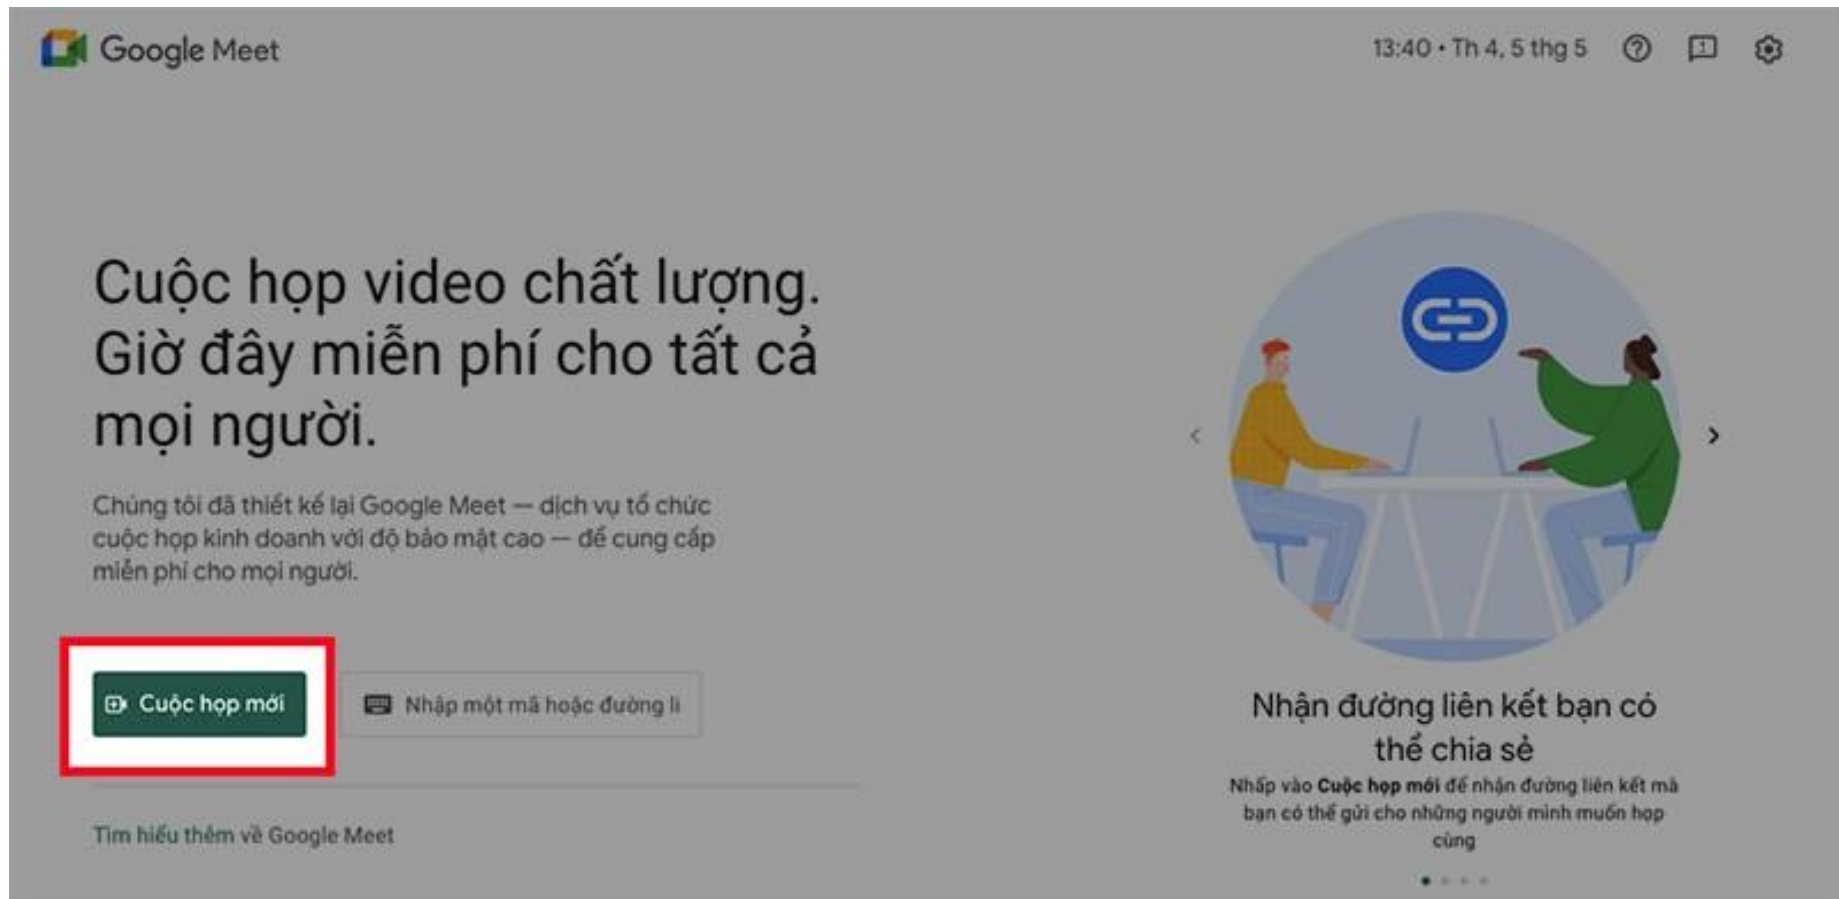 Google Meet
13:40 • Th 4, 5 thg 5
Cuộc họp video chất lượng.
Giờ đây miễn phí cho tất cả
mọi người.
Chúng tôi đã thiết kế lại Google Meet — dịch vụ tổ chức
cuộc họp kinh doanh với độ bảo mật cao — để cung cấp
miễn phí cho mọi người.
Cuộc họp mới
Nhập một mã hoặc đường li
Tìm hiểu thêm về Google Meet
Nhận đường liên kết bạn có
thể chia sẻ
Nhấp vào Cuộc họp mới để nhận đường liên kết mà
bạn có thể gửi cho những người mình muốn họp
cùng